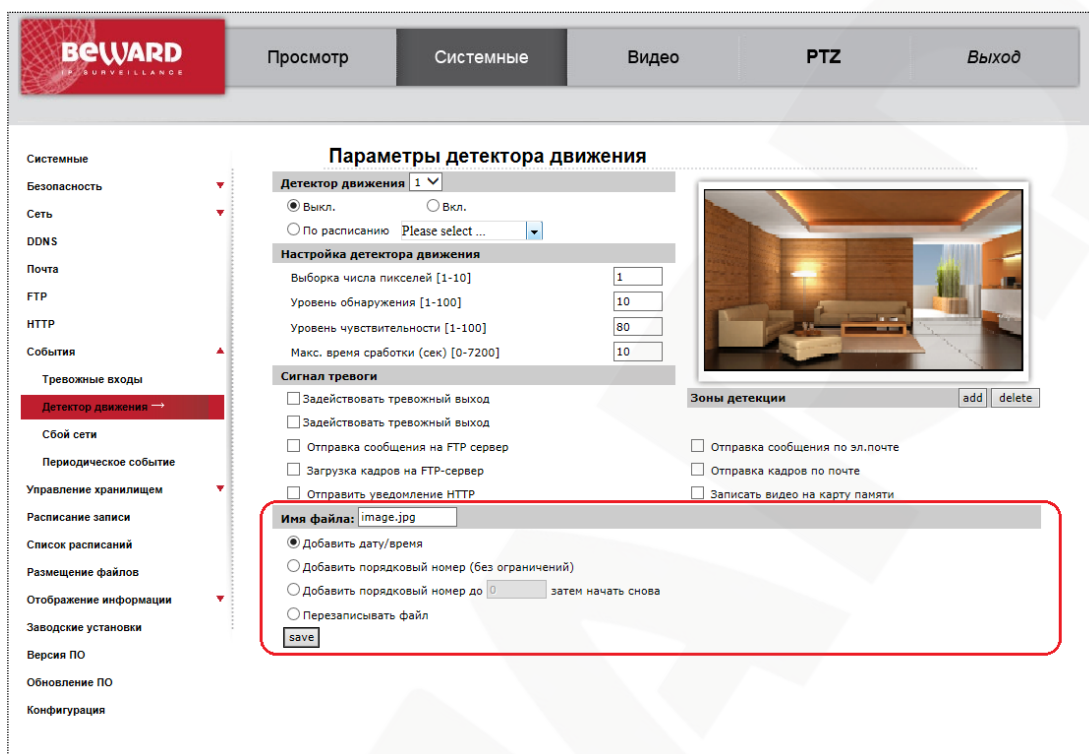 BEWARD
IP SURVEILLANCE
Просмотр
Системные
Видео
PTZ
Выход
Системные
Безопасность
Сеть
DDNS
Почта
FTP
HTTP
События
Тревожные входы
Детектор движения →
Сбой сети
Периодическое событие
Управление хранилищем
Расписание записи
Список расписаний
Размещение файлов
Отображение информации
Заводские установки
Версия ПО
Обновление ПО
Конфигурация
Параметры детектора движения
Детектор движения 1
Выкл. Вкл.
По расписанию Please select ...
Настройка детектора движения
Выборка числа пикселей [1-10] 1
Уровень обнаружения [1-100] 10
Уровень чувствительности [1-100] 80
Макс. время сработки (сек) [0-7200] 10
Сигнал тревоги
Зоны детекции add delete
Задействовать тревожный выход
Задействовать тревожный выход
Отправка сообщения на FTP сервер Отправка сообщения по эл.почте
Загрузка кадров на FTP-сервер Отправка кадров по почте
Отправить уведомление HTTP Записать видео на карту памяти
Имя файла: image.jpg
Добавить дату/время
Добавить порядковый номер (без ограничений)
Добавить порядковый номер до 0 затем начать снова
Перезаписывать файл
save